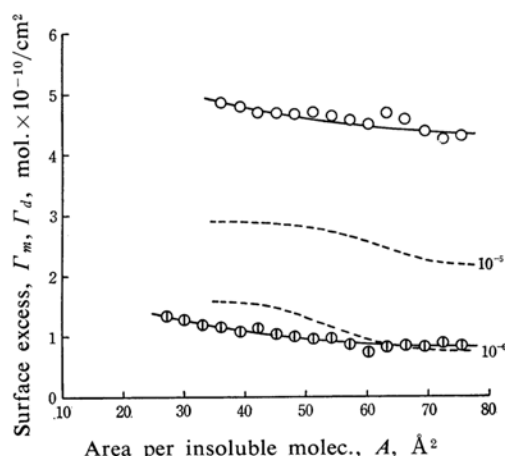 Surface excess, Γm, Γd, mol.×10⁻¹⁰/cm²
5
4
3
2
1
0
10⁻⁵
10⁻⁶
.10 20 30 40 50 60 70 80
Area per insoluble molec., A, Å²